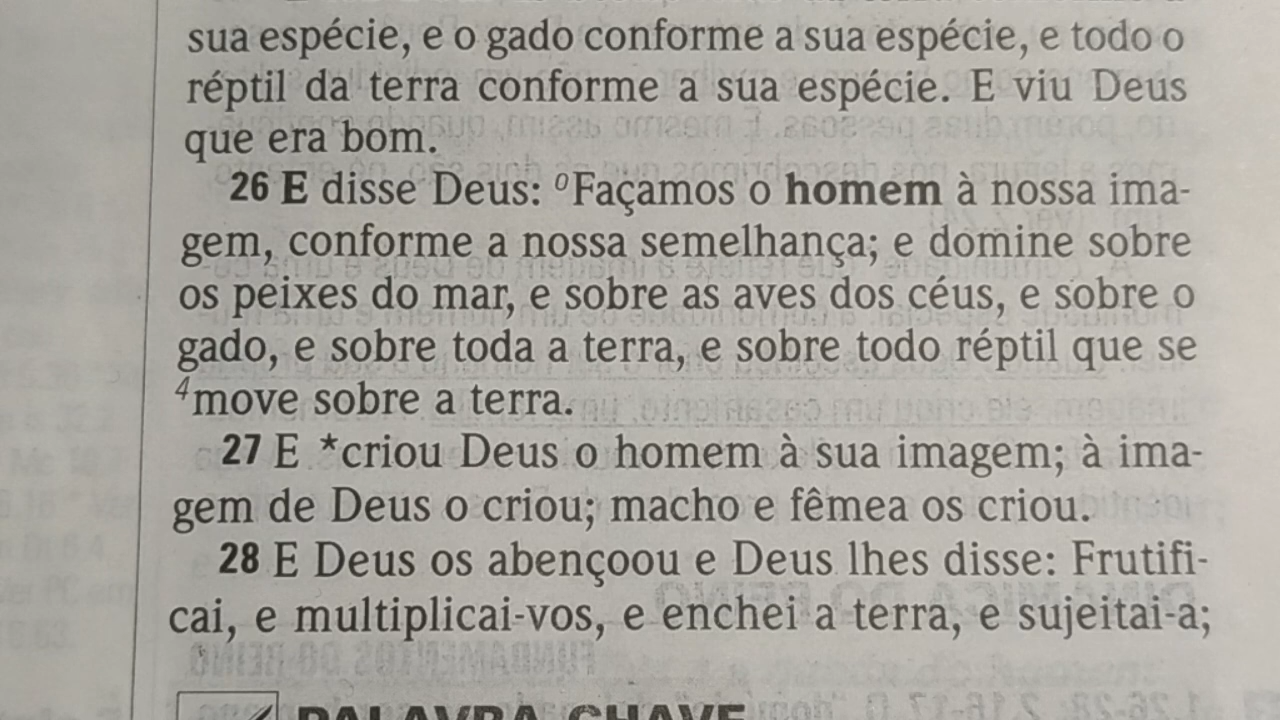 sua espécie, e o gado conforme a sua espécie, e todo o
réptil da terra conforme a sua espécie. E viu Deus
que era bom.
26 E disse Deus: ºFaçamos o homem à nossa ima-
gem, conforme a nossa semelhança; e domine sobre
os peixes do mar, e sobre as aves dos céus, e sobre o
gado, e sobre toda a terra, e sobre todo réptil que se
⁴move sobre a terra.
27 E *criou Deus o homem à sua imagem; à ima-
gem de Deus o criou; macho e fêmea os criou.
28 E Deus os abençoou e Deus lhes disse: Frutifi-
cai, e multiplicai-vos, e enchei a terra, e sujeitai-a;
PALAVRA CHAVE